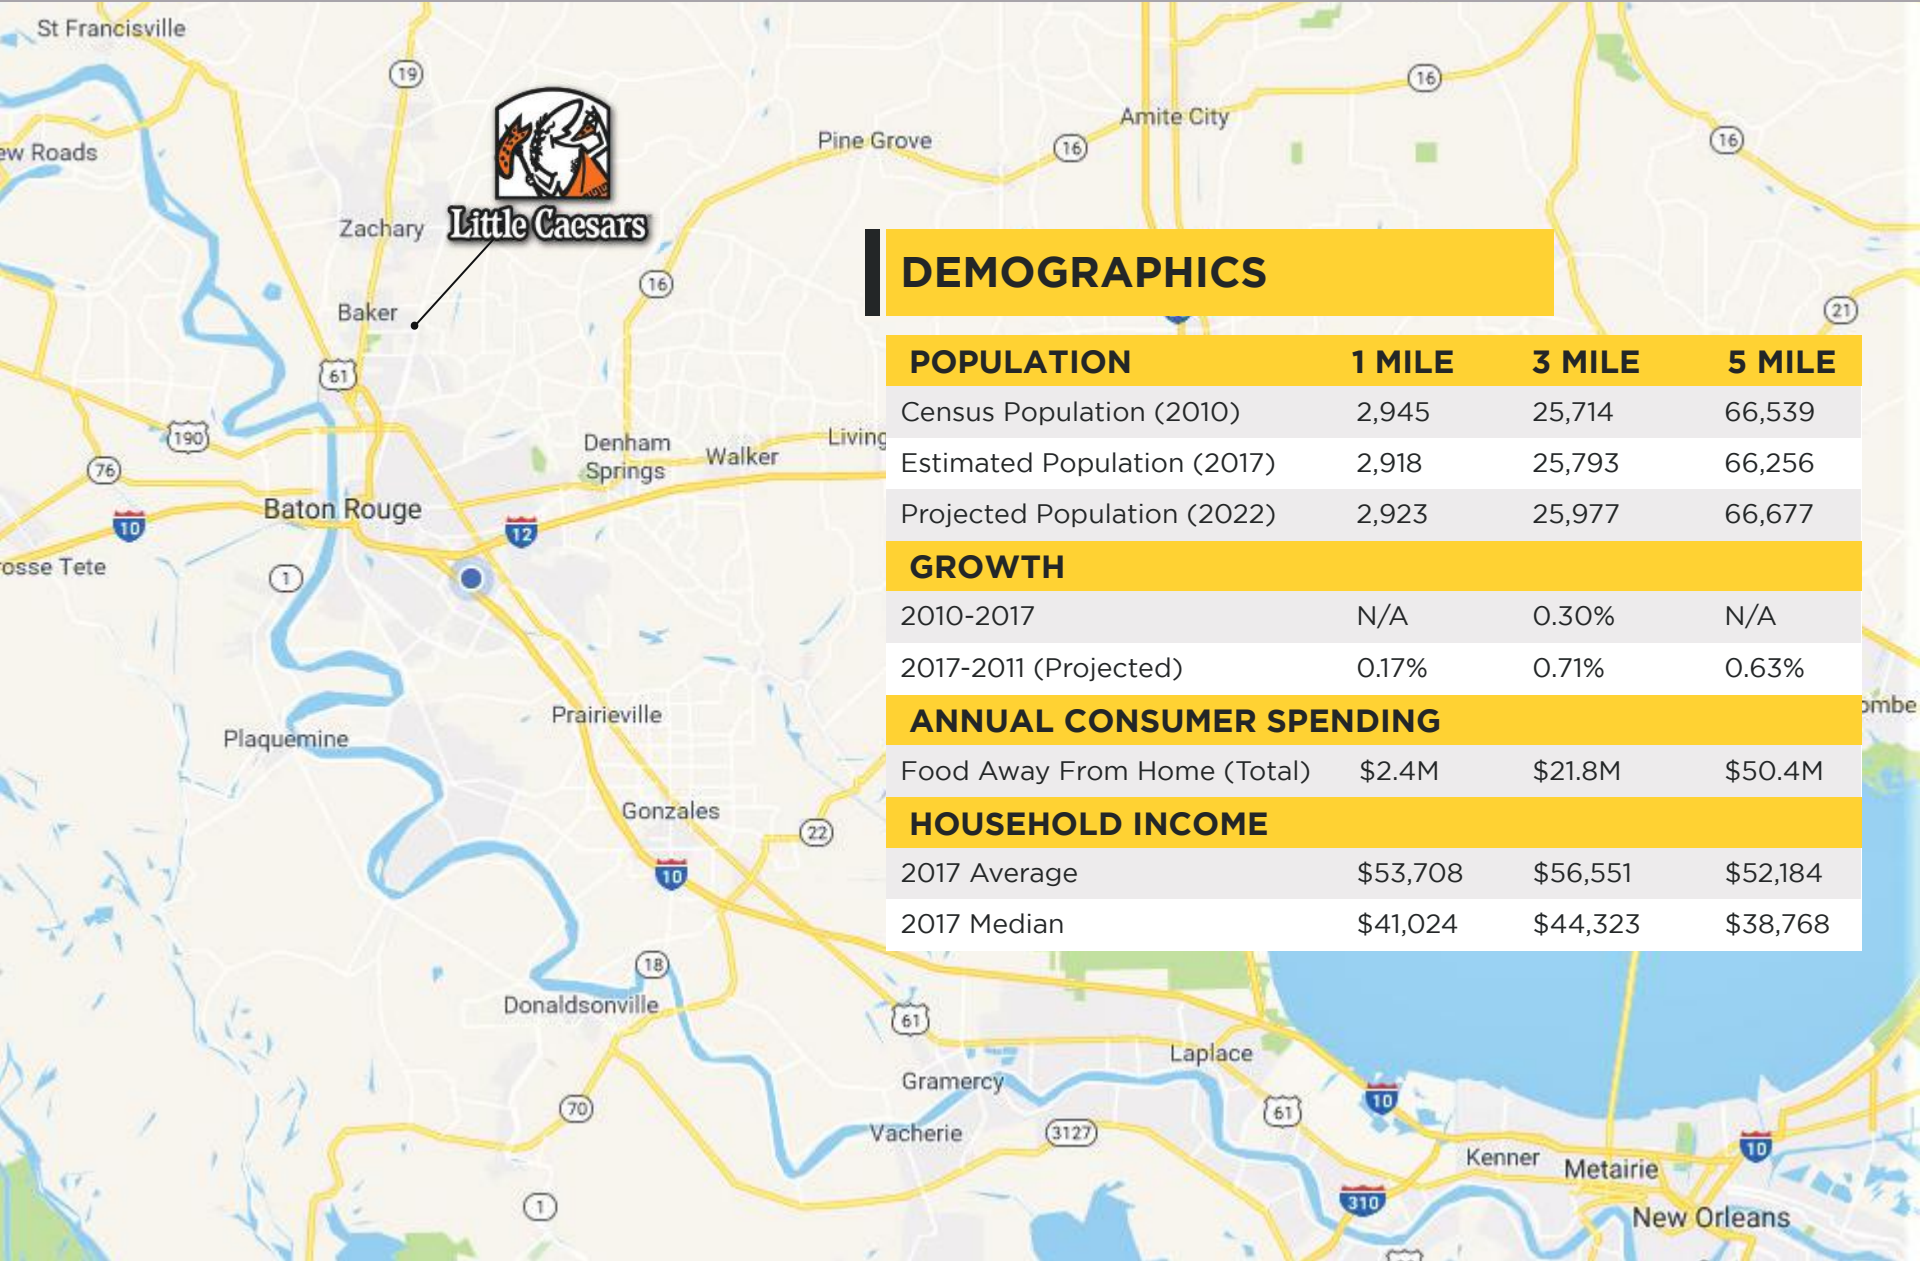 St Francisville
19
16
Amite City
Pine Grove
16
16
ew Roads
Zachary
Little Caesars
16
Baker
21
61
190
76
Denham
Springs
Walker
Living
Baton Rouge
10
12
osse Tete
1
Prairieville
Plaquemine
Gonzales
22
10
ombe
DEMOGRAPHICS
POPULATION 1 MILE 3 MILE 5 MILE
Census Population (2010) 2,945 25,714 66,539
Estimated Population (2017) 2,918 25,793 66,256
Projected Population (2022) 2,923 25,977 66,677
GROWTH
2010-2017 N/A 0.30% N/A
2017-2011 (Projected) 0.17% 0.71% 0.63%
ANNUAL CONSUMER SPENDING
Food Away From Home (Total) $2.4M $21.8M $50.4M
HOUSEHOLD INCOME
2017 Average $53,708 $56,551 $52,184
2017 Median $41,024 $44,323 $38,768
18
Donaldsonville
61
Laplace
Gramercy
10
70
61
Vacherie
3127
Kenner
Metairie
10
1
310
New Orleans